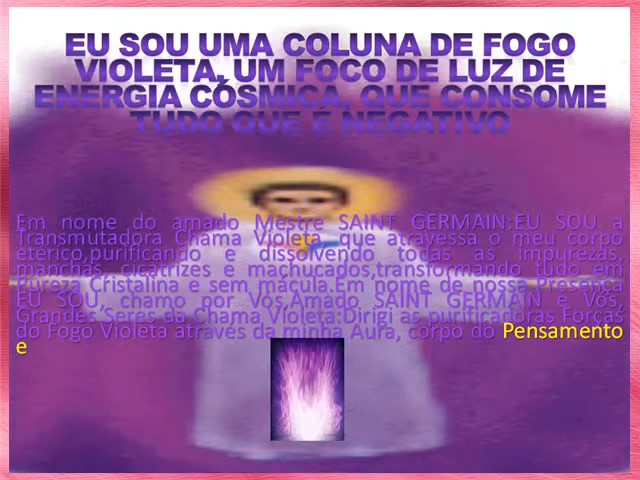 EU SOU UMA COLUNA DE FOGO
VIOLETA, UM FOCO DE LUZ DE
ENERGIA CÓSMICA, QUE CONSOME
TUDO QUE É NEGATIVO
Em nome do amado Mestre SAINT GERMAIN:EU SOU a
Transmutadora Chama Violeta, que atravessa o meu corpo
etérico,purificando e dissolvendo todas as impurezas,
manchas, cicatrizes e machucados,transformando tudo em
Pureza Cristalina e sem mácula.Em nome de nossa Presença
EU SOU, chamo por Vós,Amado SAINT GERMAIN e Vós,
Grandes Seres da Chama Violeta:Dirigi as purificadoras Forças
do Fogo Violeta através da minha Aura, corpo do Pensamento
e